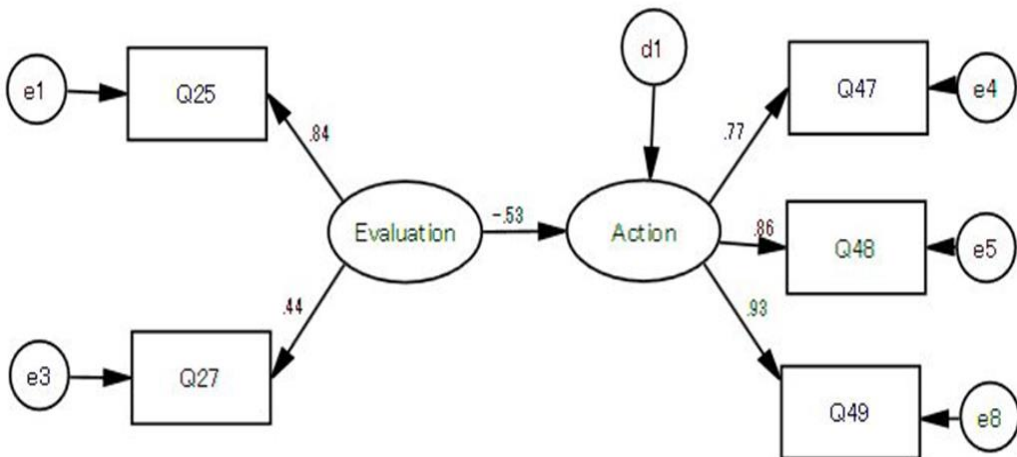 d1
e1
Q25
Q47
e4
.84
.77
Evaluation
-.53
Action
.86
Q48
e5
.44
.93
e3
Q27
Q49
e8